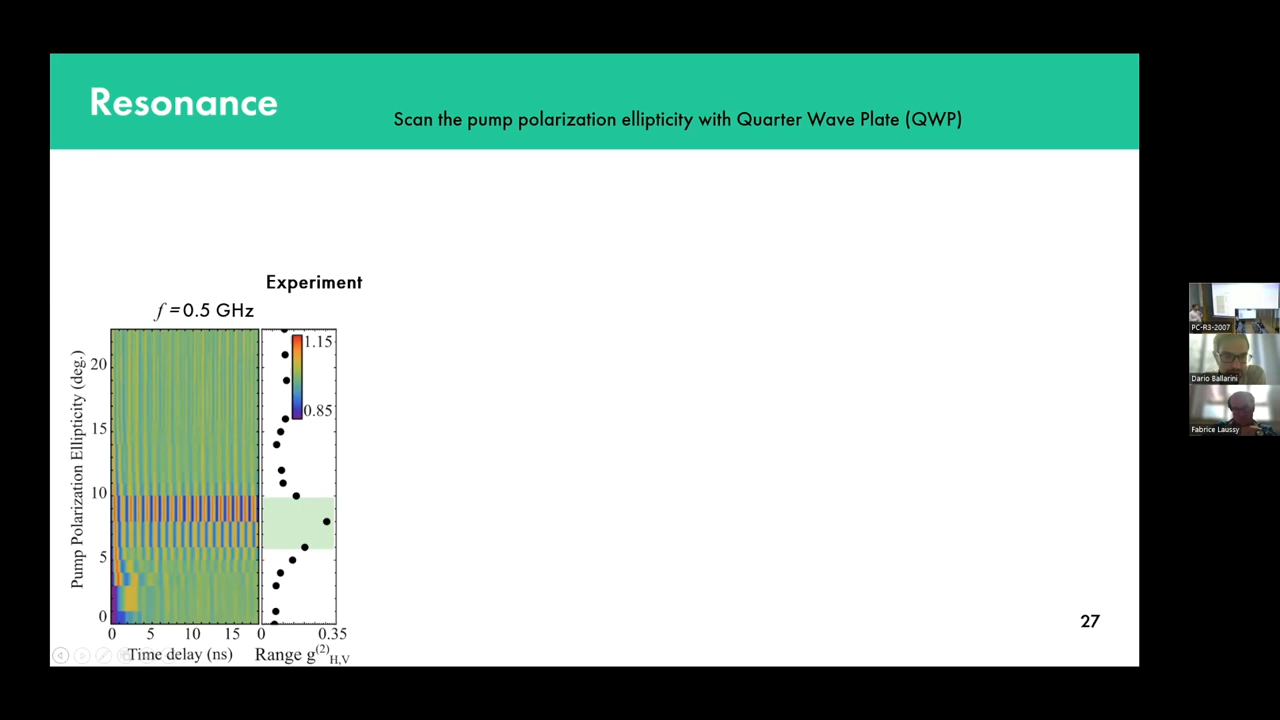 Resonance
Scan the pump polarization ellipticity with Quarter Wave Plate (QWP)
Experiment
f = 0.5 GHz
Pump Polarization Ellipticity (deg.)
20
15
10
5
0
1.15
0.85
0 5 10 15 0 0.35
Time delay (ns)
Range g(2)H,V
27
PC-R3-2007
Dario Ballarini
Fabrice Laussy